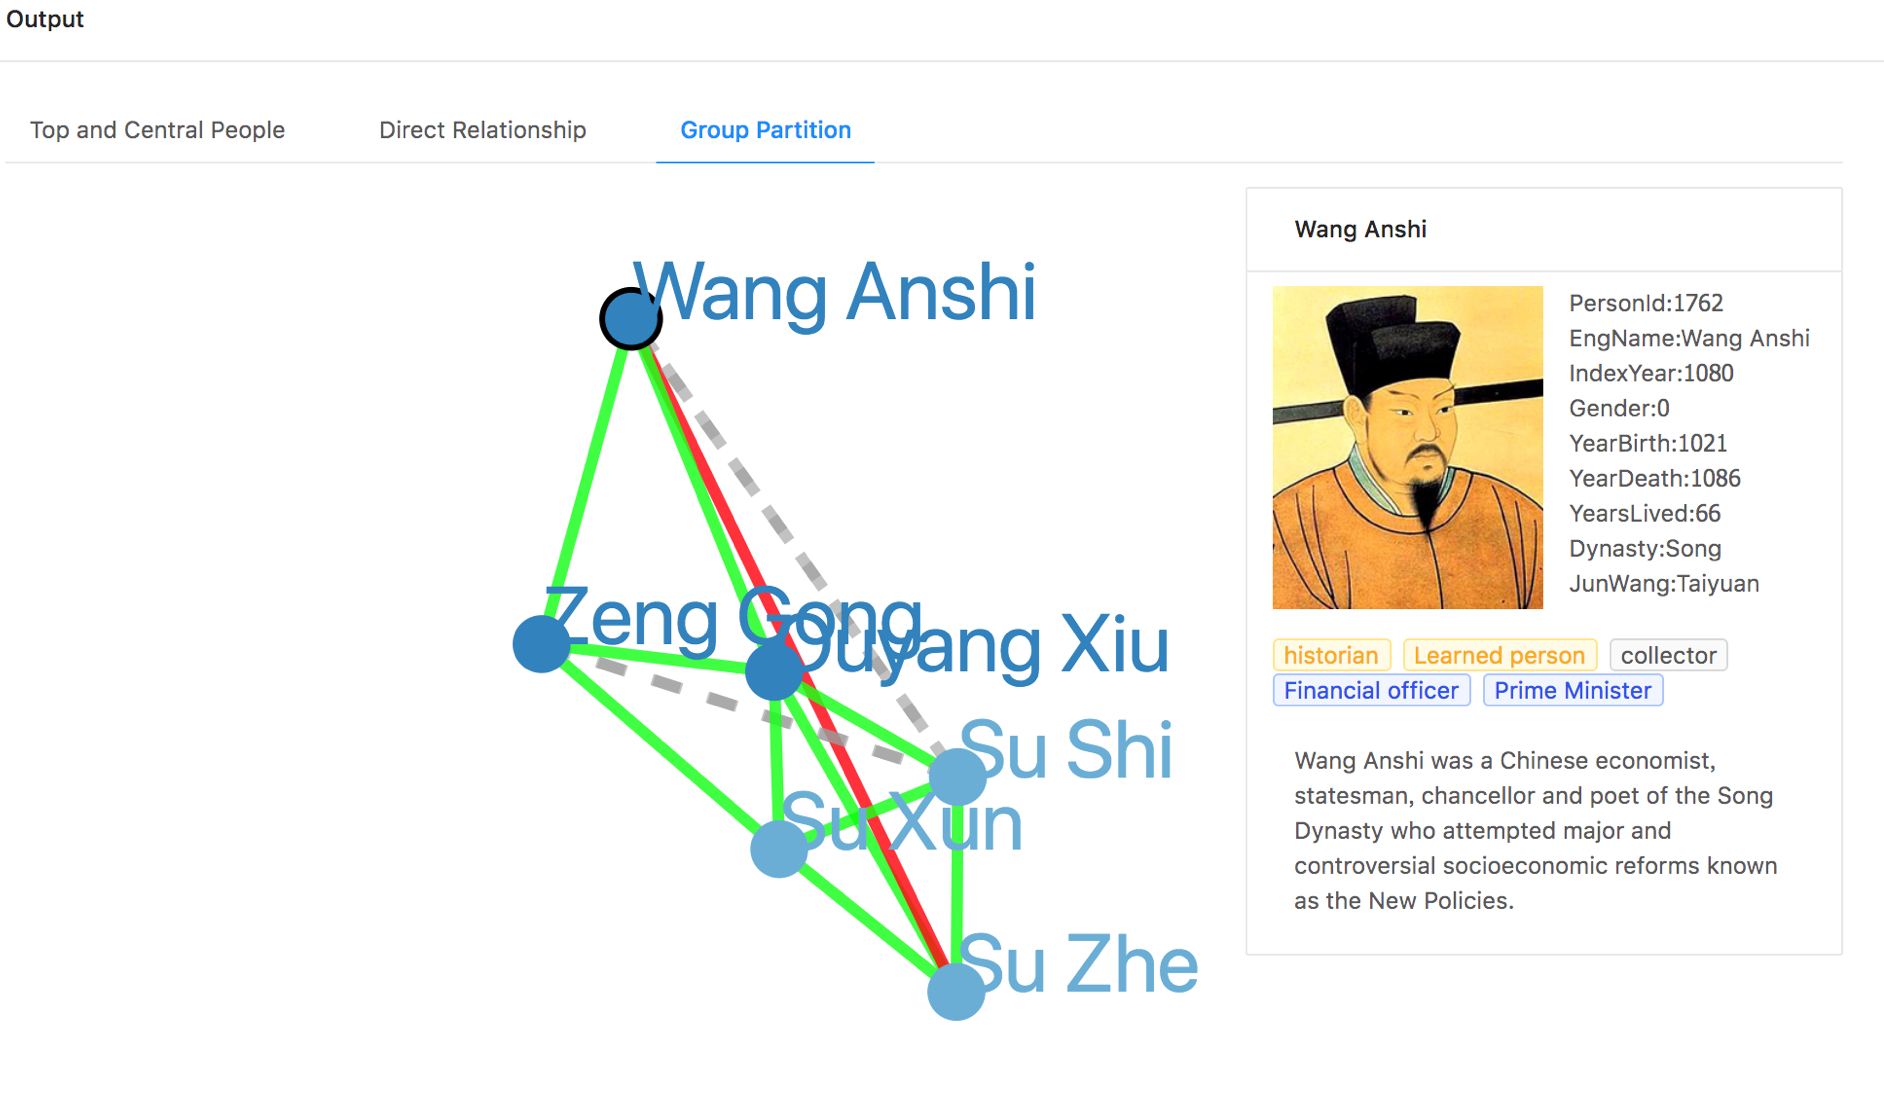 Output
Top and Central People
Direct Relationship
Group Partition
Wang Anshi
Zeng Gong
Ouyang Xiu
Su Shi
Su Xun
Su Zhe
Wang Anshi
PersonId:1762
EngName:Wang Anshi
IndexYear:1080
Gender:0
YearBirth:1021
YearDeath:1086
YearsLived:66
Dynasty:Song
JunWang:Taiyuan
historian Learned person collector
Financial officer Prime Minister
Wang Anshi was a Chinese economist,
statesman, chancellor and poet of the Song
Dynasty who attempted major and
controversial socioeconomic reforms known
as the New Policies.